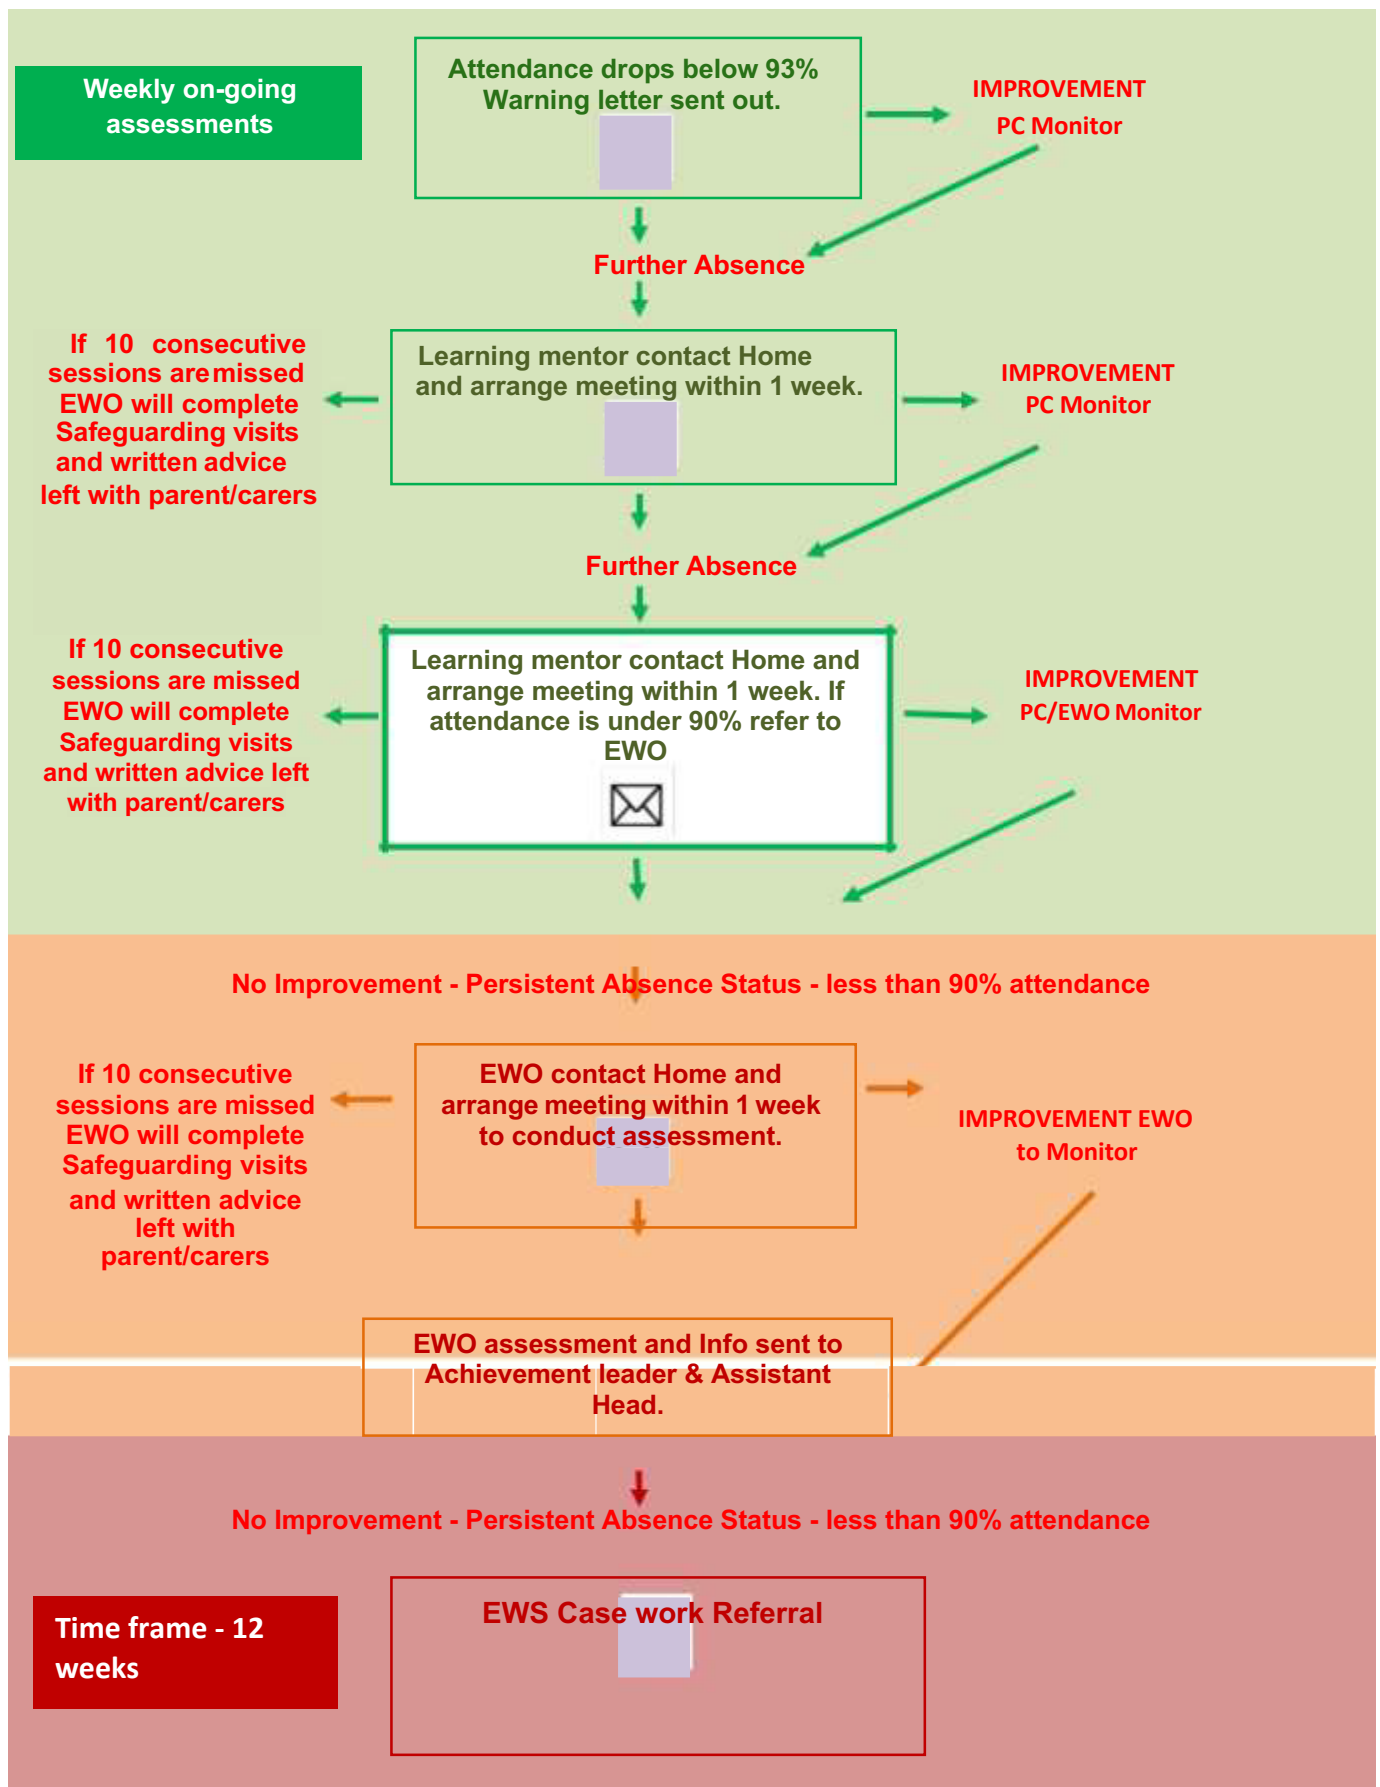 Weekly on-going
assessments
Attendance drops below 93%
Warning letter sent out.
IMPROVEMENT
PC Monitor
Further Absence
If 10 consecutive
sessions are missed
EWO will complete
Safeguarding visits
and written advice
left with parent/carers
Learning mentor contact Home
and arrange meeting within 1 week.
IMPROVEMENT
PC Monitor
Further Absence
If 10 consecutive
sessions are missed
EWO will complete
Safeguarding visits
and written advice left
with parent/carers
Learning mentor contact Home and
arrange meeting within 1 week. If
attendance is under 90% refer to
EWO
IMPROVEMENT
PC/EWO Monitor
No Improvement - Persistent Absence Status - less than 90% attendance
If 10 consecutive
sessions are missed
EWO will complete
Safeguarding visits
and written advice
left with
parent/carers
EWO contact Home and
arrange meeting within 1 week
to conduct assessment.
IMPROVEMENT EWO
to Monitor
EWO assessment and Info sent to
Achievement leader & Assistant
Head.
No Improvement - Persistent Absence Status - less than 90% attendance
Time frame - 12
weeks
EWS Case work Referral